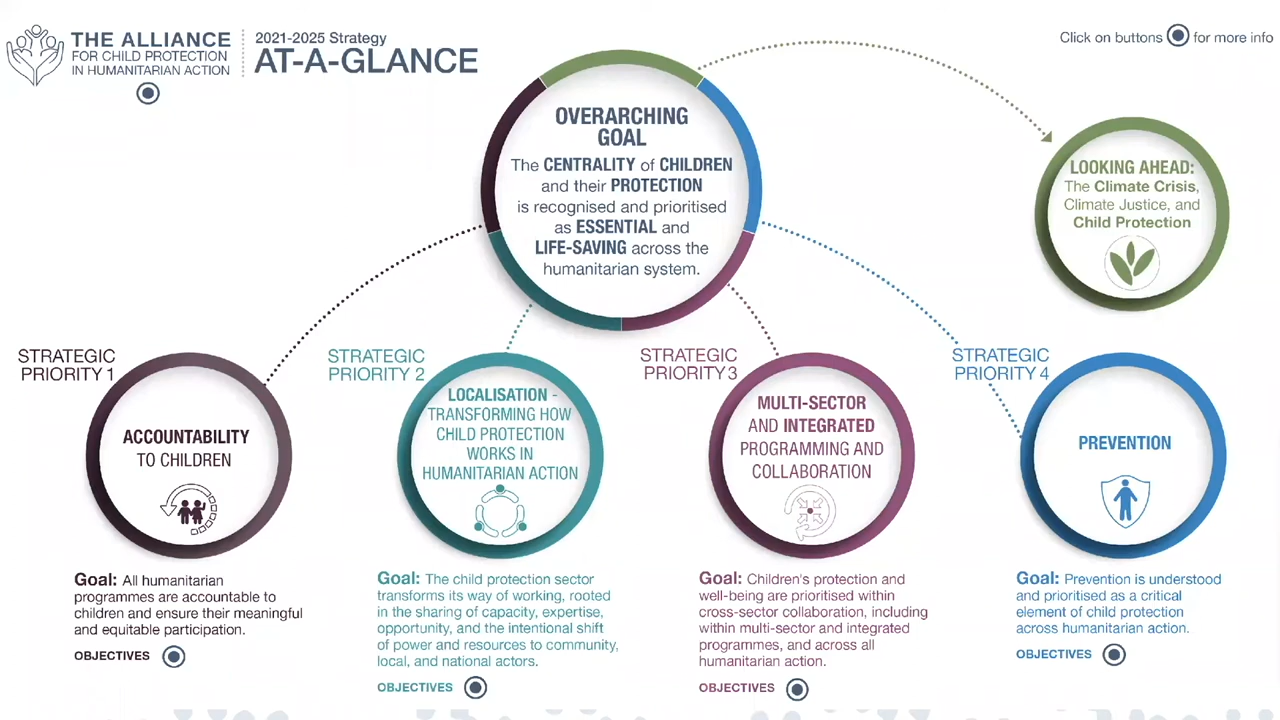 THE ALLIANCE
FOR CHILD PROTECTION
IN HUMANITARIAN ACTION
2021-2025 Strategy
AT-A-GLANCE
Click on buttons for more info
OVERARCHING
GOAL
The CENTRALITY of CHILDREN
and their PROTECTION
is recognised and prioritised
as ESSENTIAL and
LIFE-SAVING across the
humanitarian system.
LOOKING AHEAD:
The Climate Crisis,
Climate Justice, and
Child Protection
STRATEGIC
PRIORITY 1
ACCOUNTABILITY
TO CHILDREN
Goal: All humanitarian
programmes are accountable to
children and ensure their meaningful
and equitable participation.
OBJECTIVES
STRATEGIC
PRIORITY 2
LOCALISATION -
TRANSFORMING HOW
CHILD PROTECTION
WORKS IN
HUMANITARIAN ACTION
Goal: The child protection sector
transforms its way of working, rooted
in the sharing of capacity, expertise,
opportunity, and the intentional shift
of power and resources to community,
local, and national actors.
OBJECTIVES
STRATEGIC
PRIORITY 3
MULTI-SECTOR
AND INTEGRATED
PROGRAMMING AND
COLLABORATION
Goal: Children's protection and
well-being are prioritised within
cross-sector collaboration, including
within multi-sector and integrated
programmes, and across all
humanitarian action.
OBJECTIVES
STRATEGIC
PRIORITY 4
PREVENTION
Goal: Prevention is understood
and prioritised as a critical
element of child protection
across humanitarian action.
OBJECTIVES